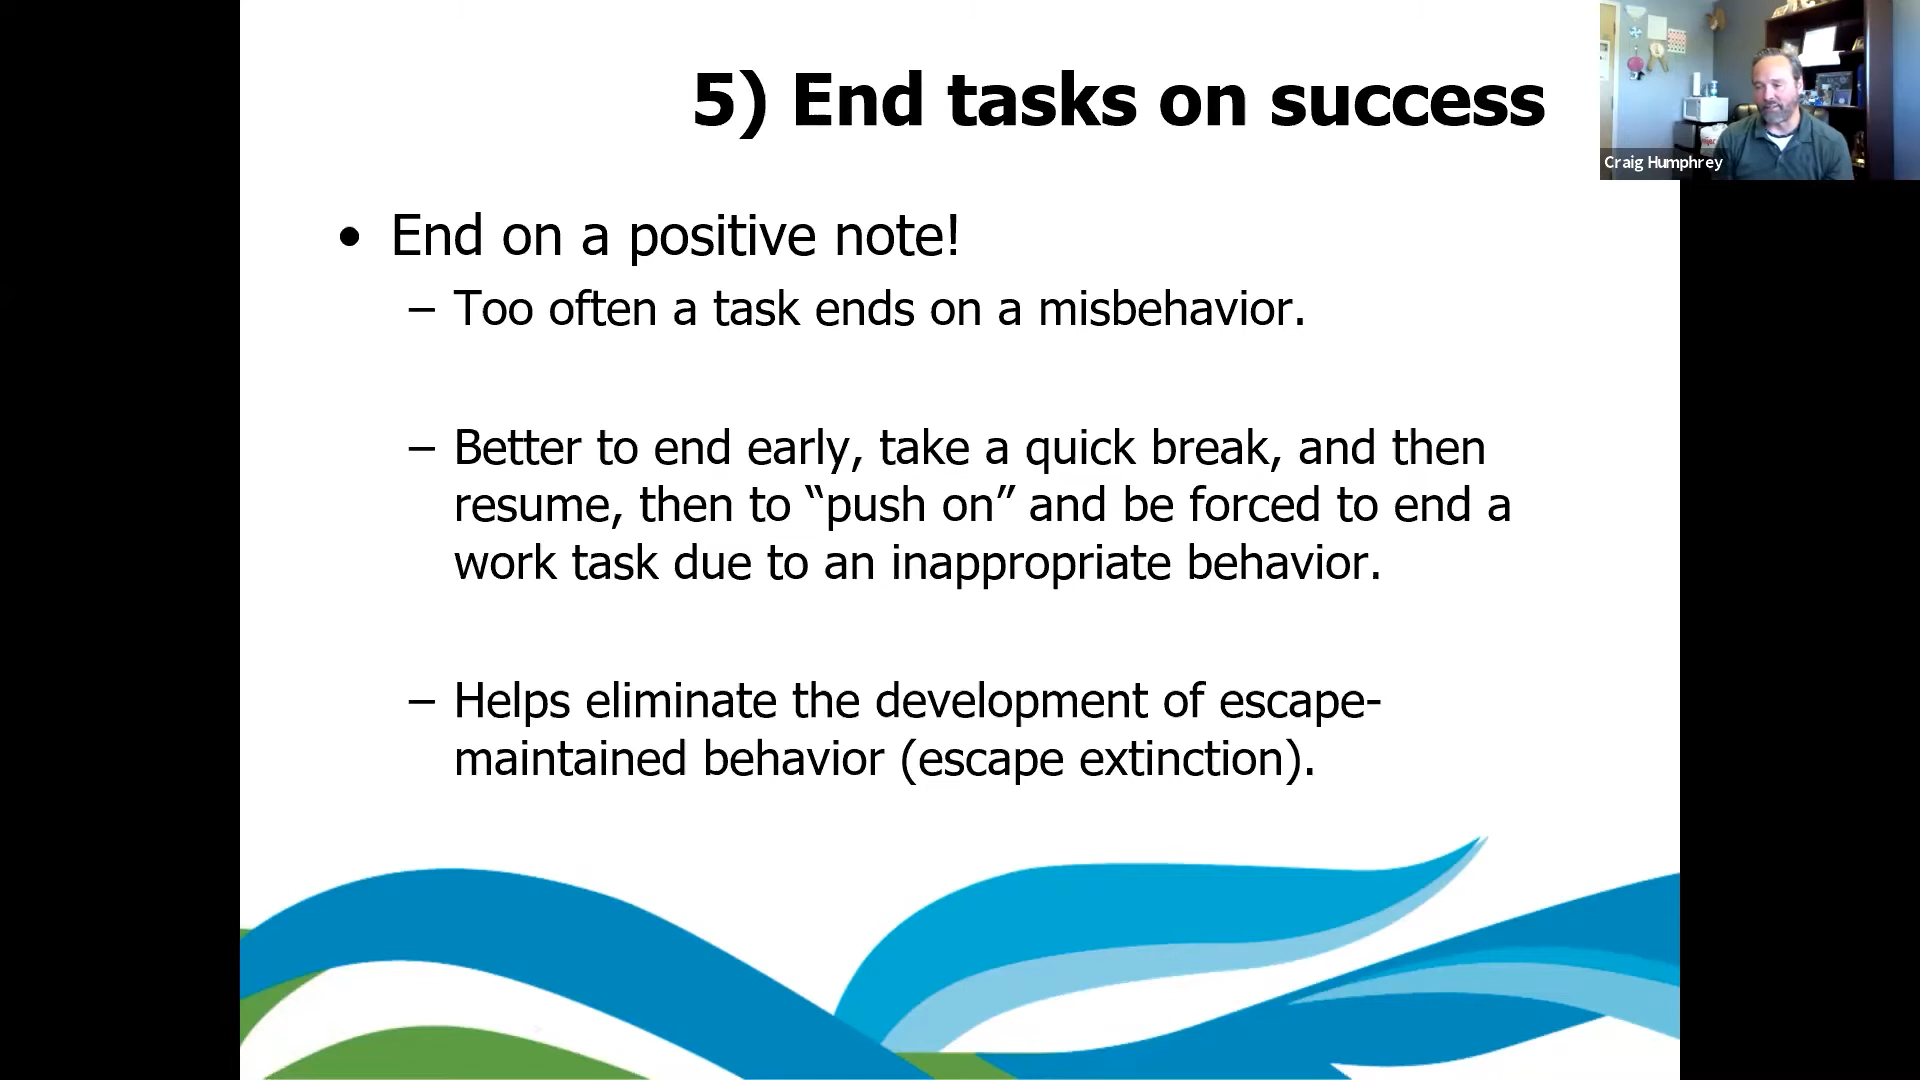 5) End tasks on success
Craig Humphrey
• End on a positive note!
– Too often a task ends on a misbehavior.
– Better to end early, take a quick break, and then
resume, then to “push on” and be forced to end a
work task due to an inappropriate behavior.
– Helps eliminate the development of escape-
maintained behavior (escape extinction).